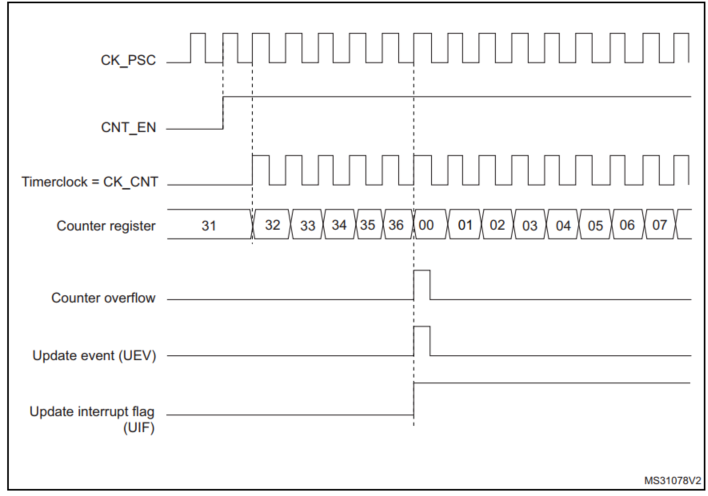 CK_PSC
CNT_EN
Timerclock = CK_CNT
Counter register 31 32 33 34 35 36 00 01 02 03 04 05 06 07
Counter overflow
Update event (UEV)
Update interrupt flag
(UIF)
MS31078V2